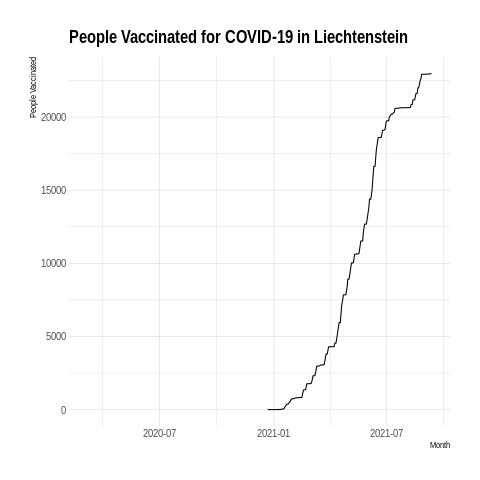 People Vaccinated for COVID-19 in Liechtenstein
People Vaccinated
20000
15000
10000
5000
0
2020-07
2021-01
2021-07
Month